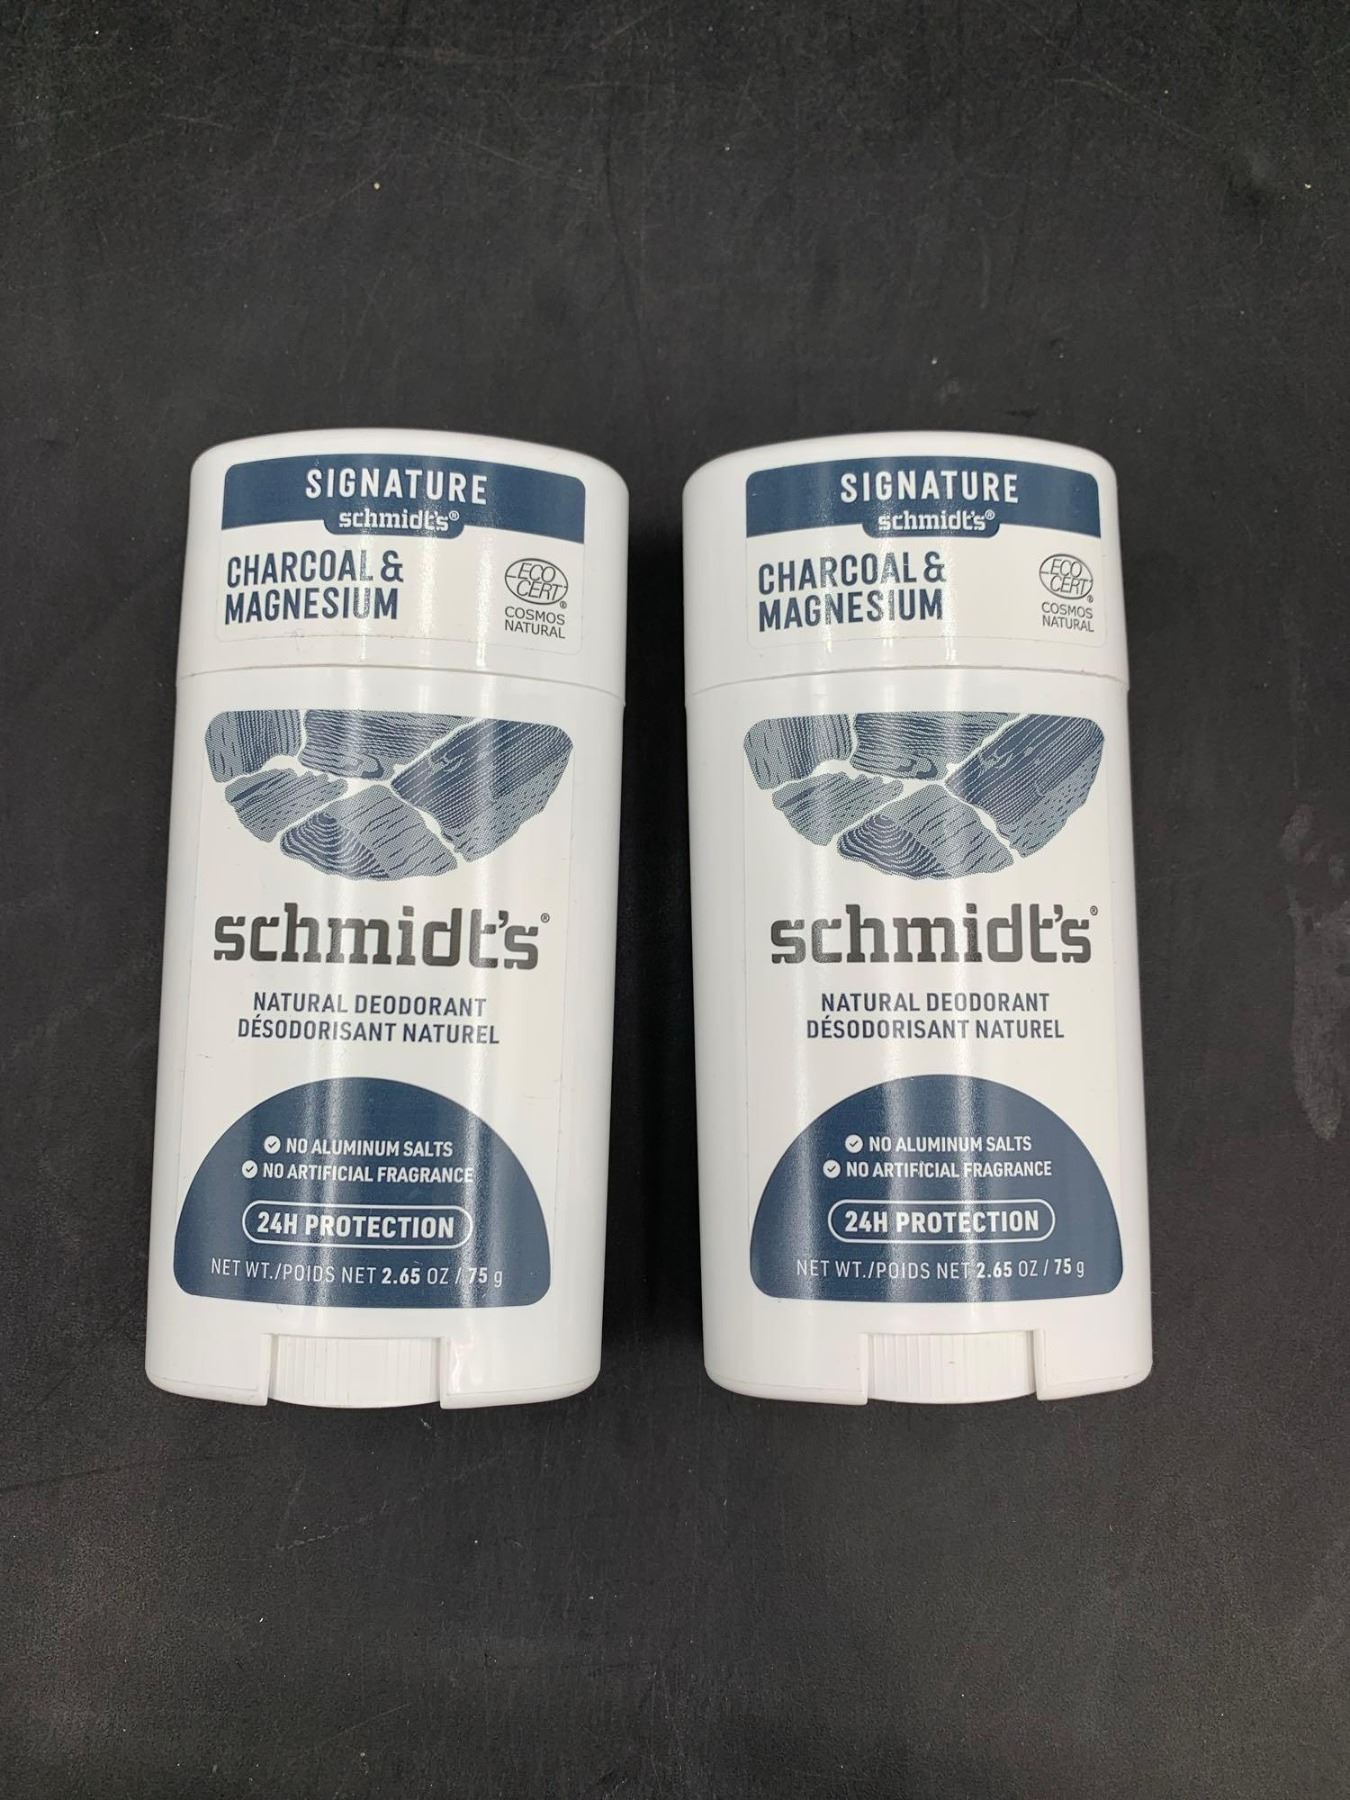 SIGNATURE
schmidt's®
CHARCOAL &
MAGNESIUM
ECO
CERT®
COSMOS
NATURAL
schmidt's®
NATURAL DEODORANT
DÉSODORISANT NATUREL
NO ALUMINUM SALTS
NO ARTIFICIAL FRAGRANCE
24H PROTECTION
NET WT./POIDS NET 2.65 OZ / 75 g
SIGNATURE
schmidt's®
CHARCOAL &
MAGNESIUM
ECO
CERT®
COSMOS
NATURAL
schmidt's®
NATURAL DEODORANT
DÉSODORISANT NATUREL
NO ALUMINUM SALTS
NO ARTIFICIAL FRAGRANCE
24H PROTECTION
NET WT./POIDS NET 2.65 OZ / 75 g